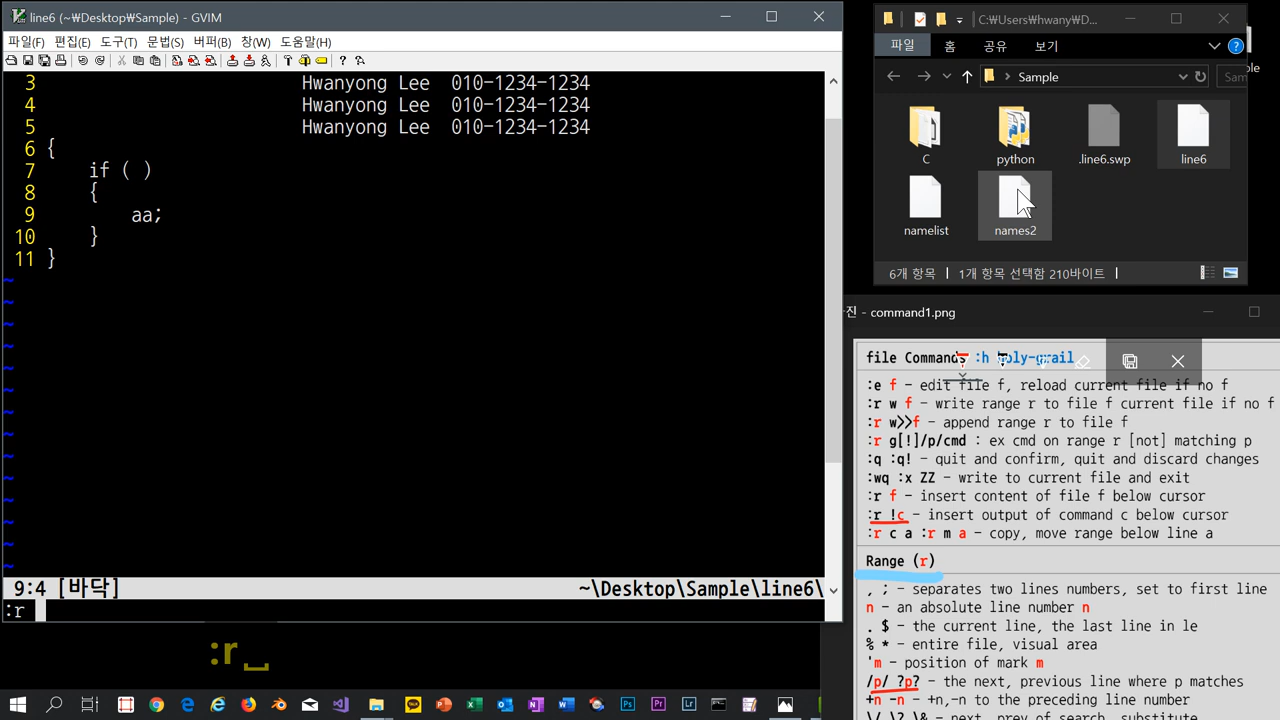 line6 (~₩Desktop₩Sample) - GVIM
파일(F) 편집(E) 도구(T) 문법(S) 버퍼(B) 창(W) 도움말(H)
3 Hwanyong Lee 010-1234-1234
4 Hwanyong Lee 010-1234-1234
5 Hwanyong Lee 010-1234-1234
6 {
7 if ( )
8 {
9 aa;
10 }
11 }
~
~
~
~
~
~
~
~
~
~
~
~
~
~
9:4 [바닥] ~\Desktop\Sample\line6\
:r
:r␣
C:₩Users₩hwany₩D...
파일 홈 공유 보기
Sample
C python .line6.swp line6
namelist names2
6개 항목 1개 항목 선택함 210바이트
진 - command1.png
file Commands :h holy-grail
:e f - edit file f, reload current file if no f
:r w f - write range r to file f current file if no f
:r w>>f - append range r to file f
:r g[!]/p/cmd : ex cmd on range r [not] matching p
:q :q! - quit and confirm, quit and discard changes
:wq :x ZZ - write to current file and exit
:r f - insert content of file f below cursor
:r !c - insert output of command c below cursor
:r c a :r m a - copy, move range below line a
Range (r)
, ; - separates two lines numbers, set to first line
n - an absolute line number n
. $ - the current line, the last line in le
% * - entire file, visual area
'm - position of mark m
/p/ ?p? - the next, previous line where p matches
+n -n - +n,-n to the preceding line number
\/ \? \& - next, prev of search, substitute